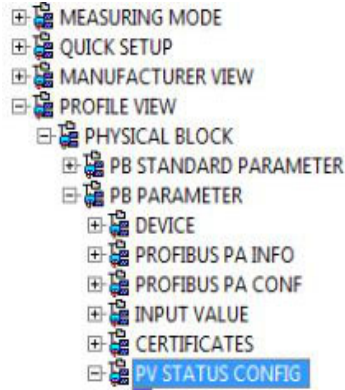 MEASURING MODE
QUICK SETUP
MANUFACTURER VIEW
PROFILE VIEW
PHYSICAL BLOCK
PB STANDARD PARAMETER
PB PARAMETER
DEVICE
PROFIBUS PA INFO
PROFIBUS PA CONF
INPUT VALUE
CERTIFICATES
PV STATUS CONFIG